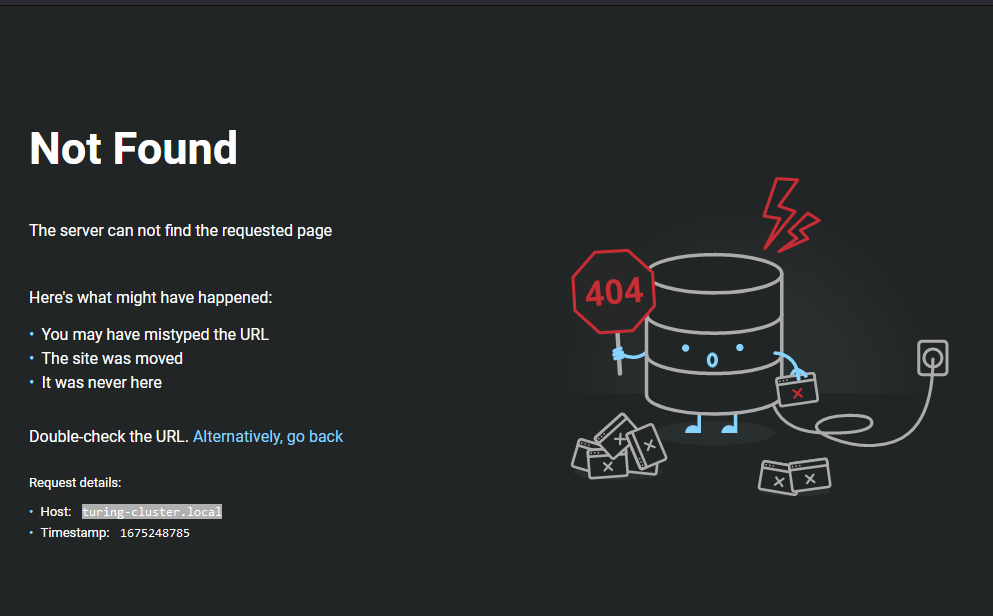 Not Found
The server can not find the requested page
Here's what might have happened:
• You may have mistyped the URL
• The site was moved
• It was never here
Double-check the URL. Alternatively, go back
Request details:
• Host: turing-cluster.local
• Timestamp: 1675248785
404